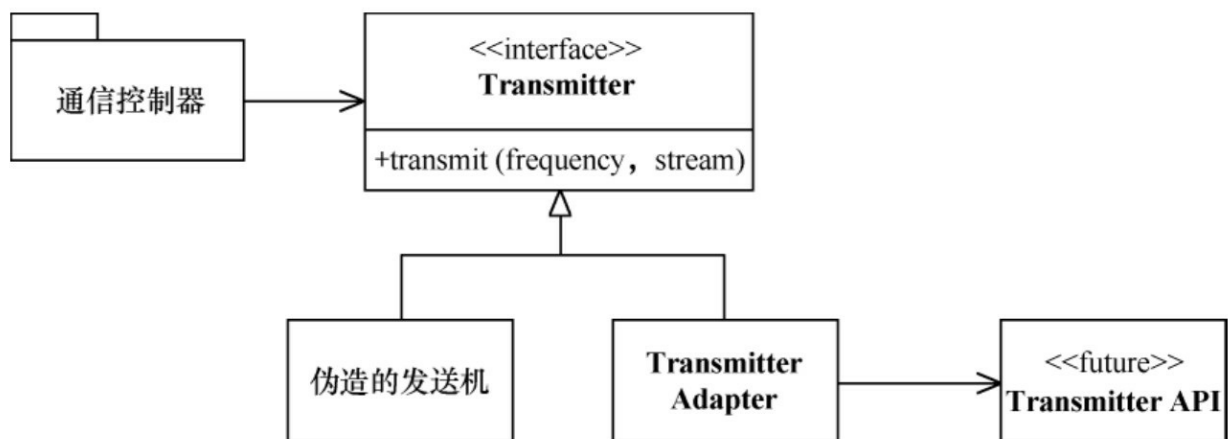 <<interface>>
Transmitter
通信控制器
+transmit (frequency，stream)
伪造的发送机
Transmitter
Adapter
<<future>>
Transmitter API